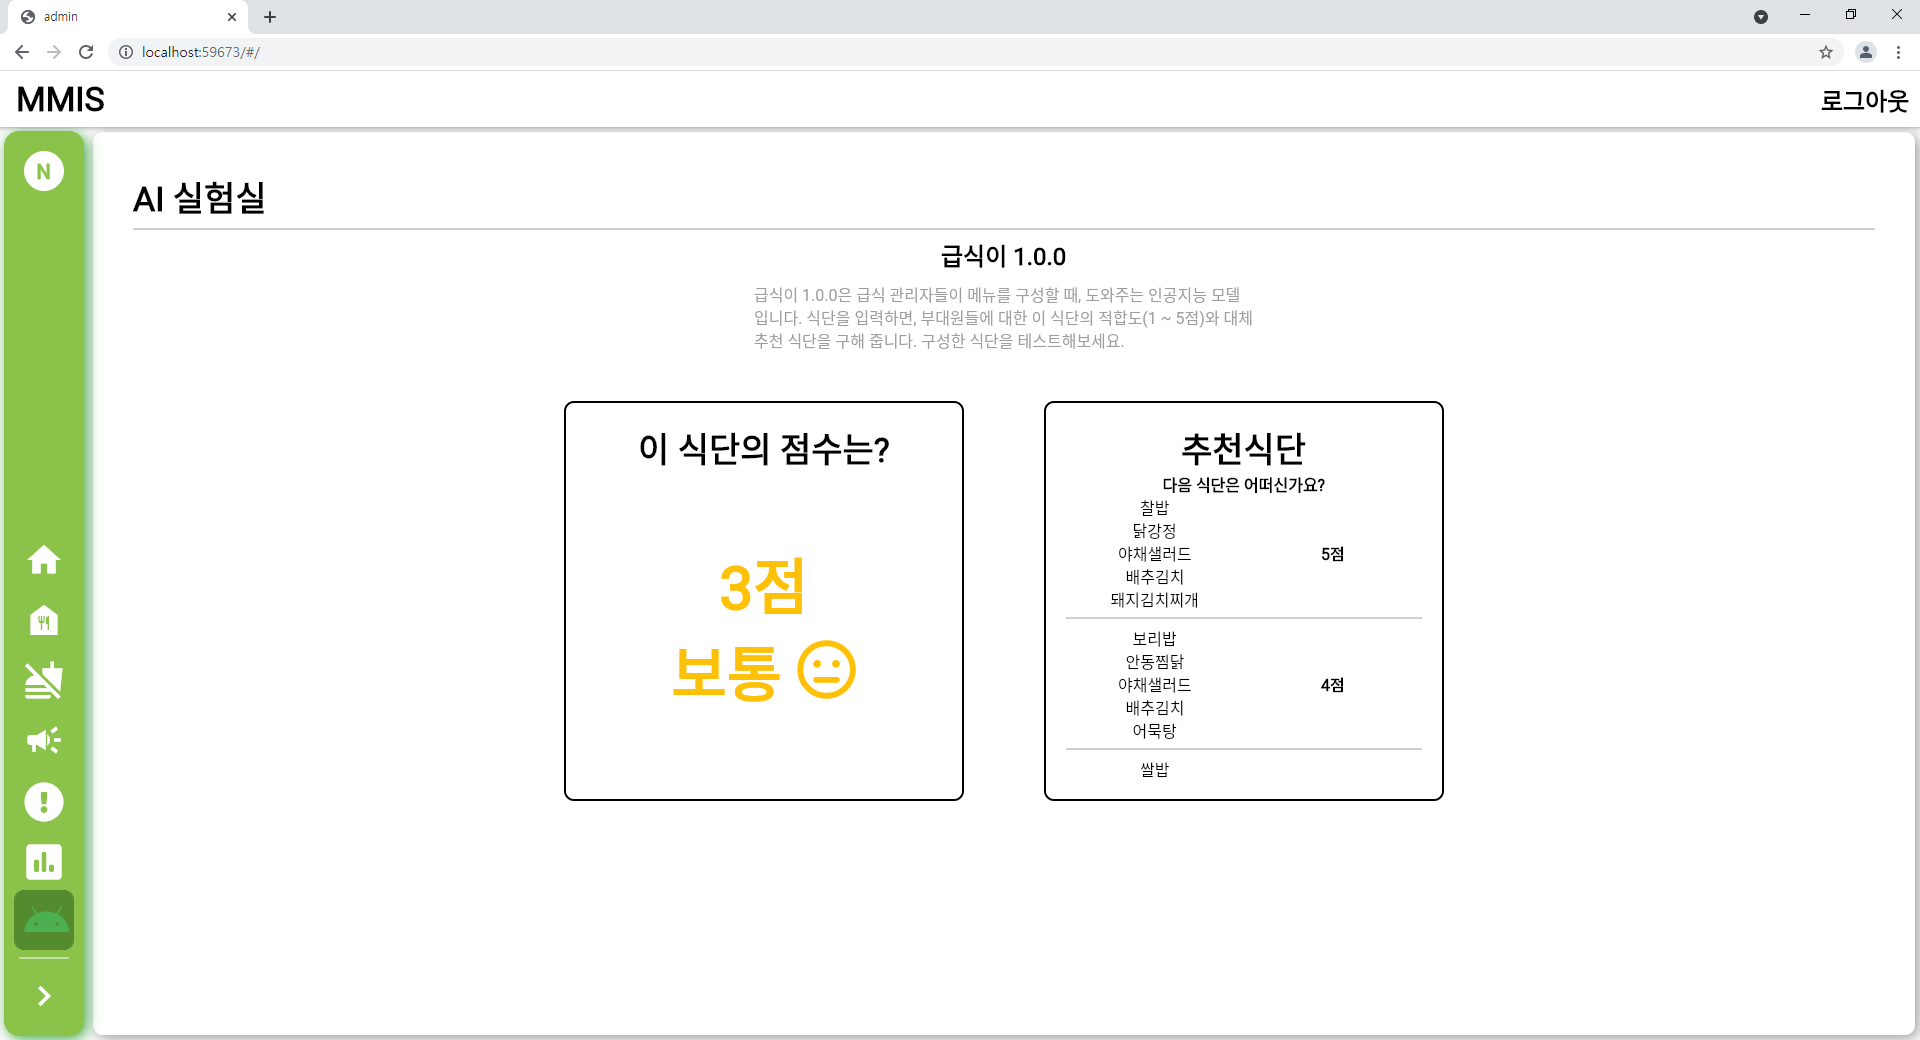 admin
localhost:59673/#/
MMIS
로그아웃
N
AI 실험실
급식이 1.0.0
급식이 1.0.0은 급식 관리자들이 메뉴를 구성할 때, 도와주는 인공지능 모델
입니다. 식단을 입력하면, 부대원들에 대한 이 식단의 적합도(1 ~ 5점)와 대체
추천 식단을 구해 줍니다. 구성한 식단을 테스트해보세요.
이 식단의 점수는?
3점
보통
추천식단
다음 식단은 어떠신가요?
찰밥
닭강정
야채샐러드
배추김치
돼지김치찌개
5점
보리밥
안동찜닭
야채샐러드
배추김치
어묵탕
4점
쌀밥